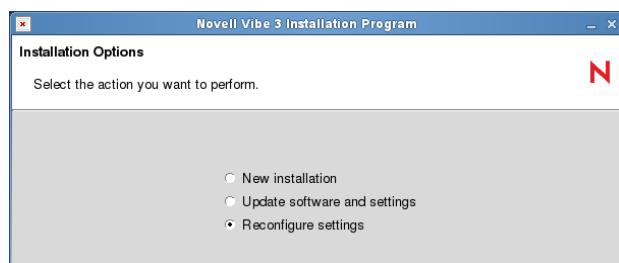 Novell Vibe 3 Installation Program
Installation Options
Select the action you want to perform.
N
New installation
Update software and settings
Reconfigure settings